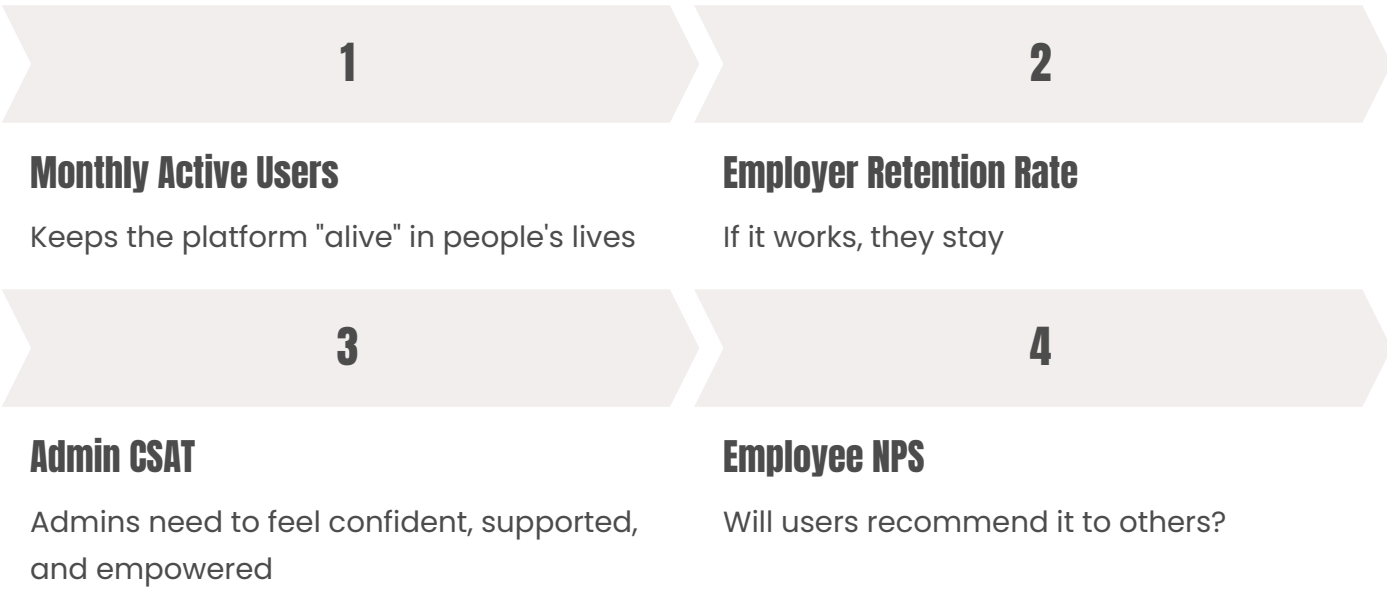 1
Monthly Active Users
Keeps the platform "alive" in people's lives
2
Employer Retention Rate
If it works, they stay
3
Admin CSAT
Admins need to feel confident, supported,
and empowered
4
Employee NPS
Will users recommend it to others?